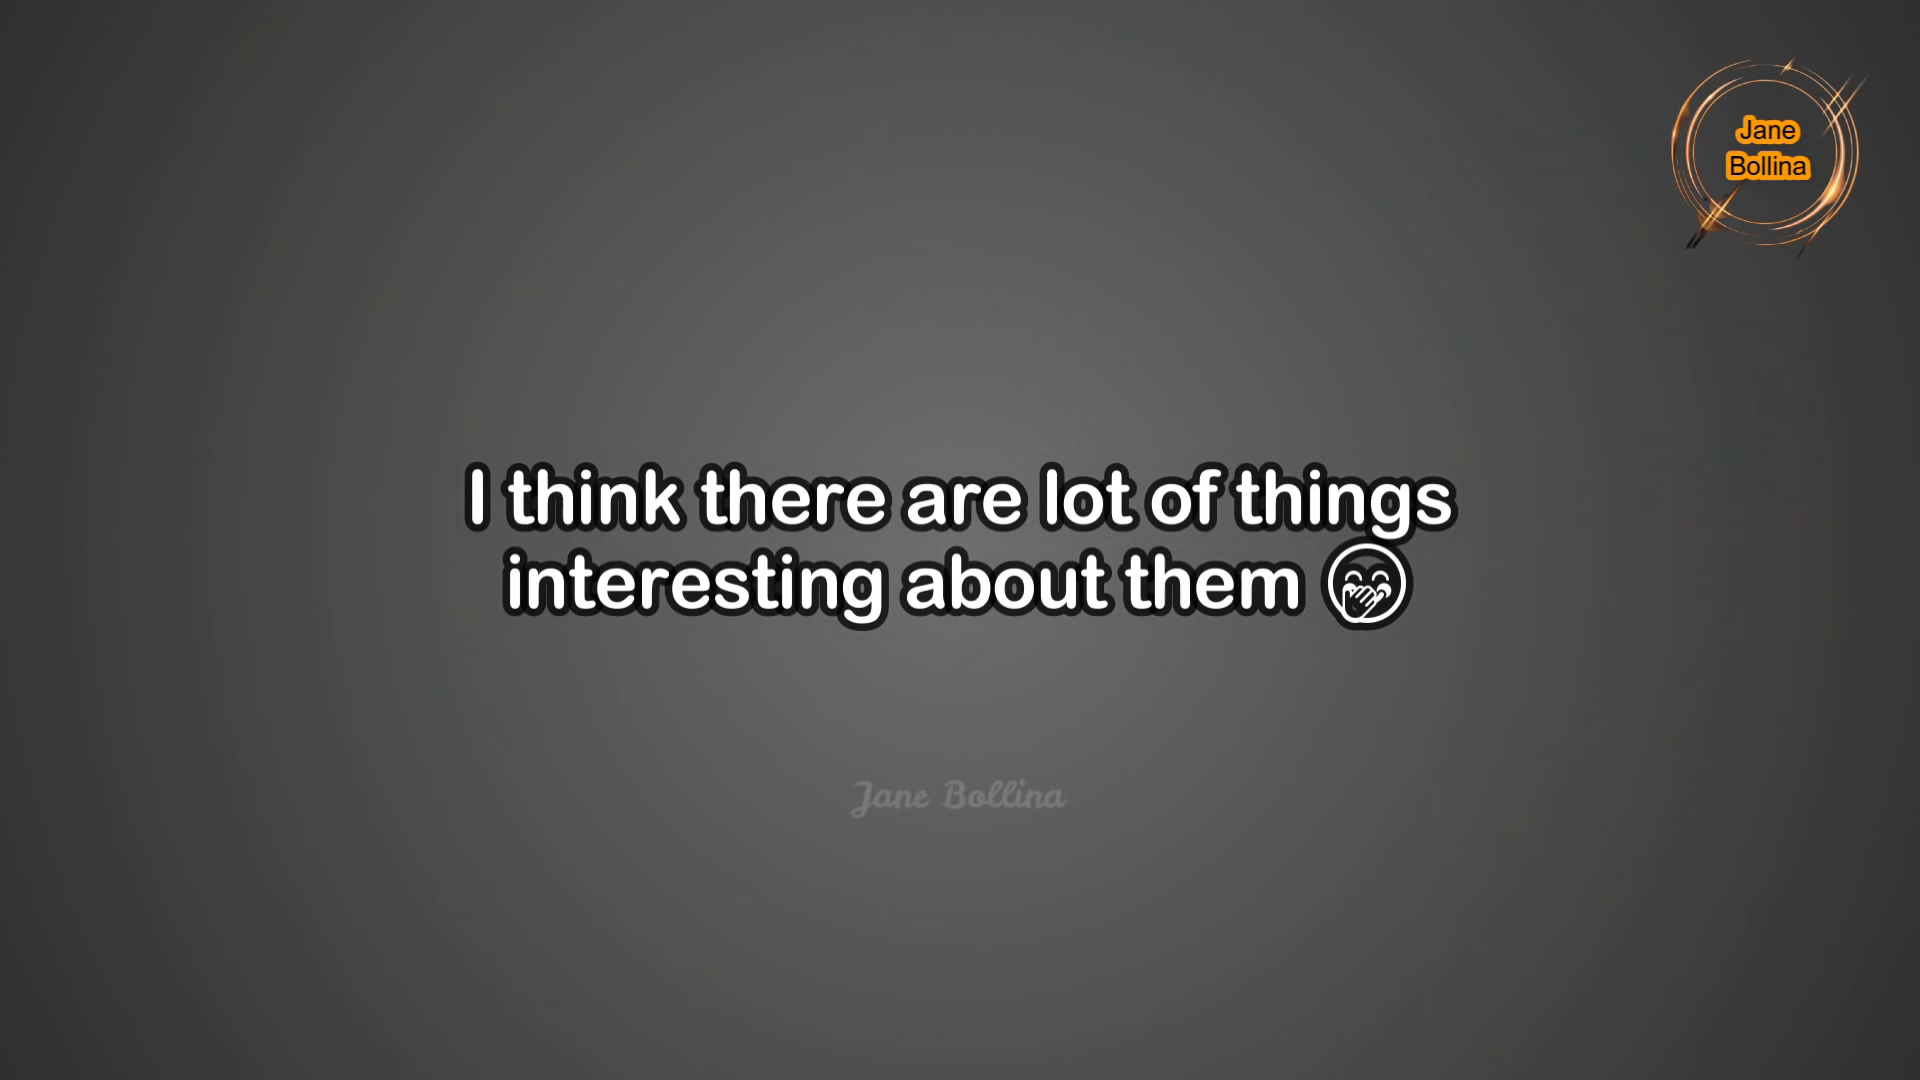 Jane
Bollina
I think there are lot of things
interesting about them 🤭
Jane Bollina